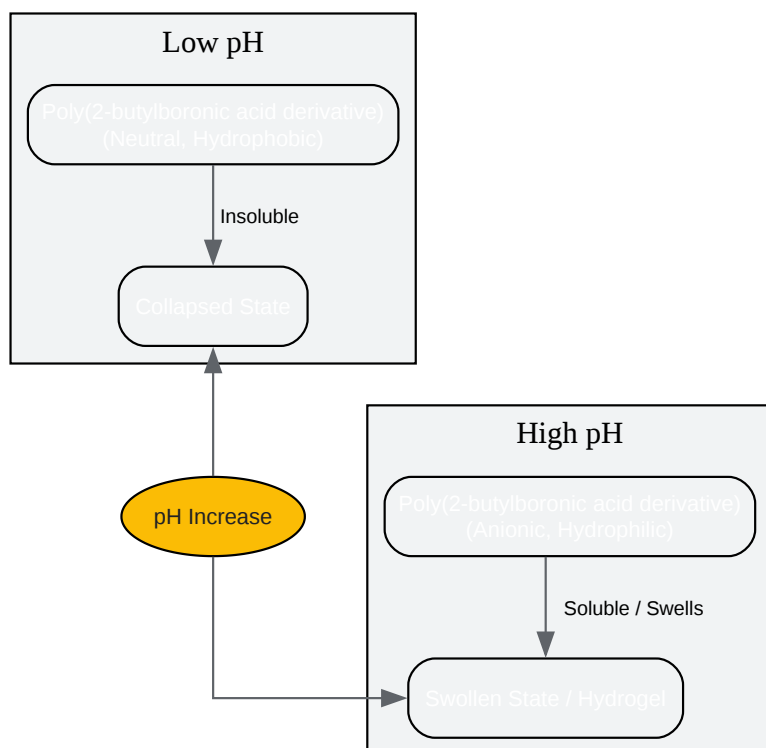 Low pH
Poly(2-butylboronic acid derivative)
(Neutral, Hydrophobic)
Insoluble
Collapsed State
High pH
Poly(2-butylboronic acid derivative)
(Anionic, Hydrophilic)
pH Increase
Soluble / Swells
Swollen State / Hydrogel